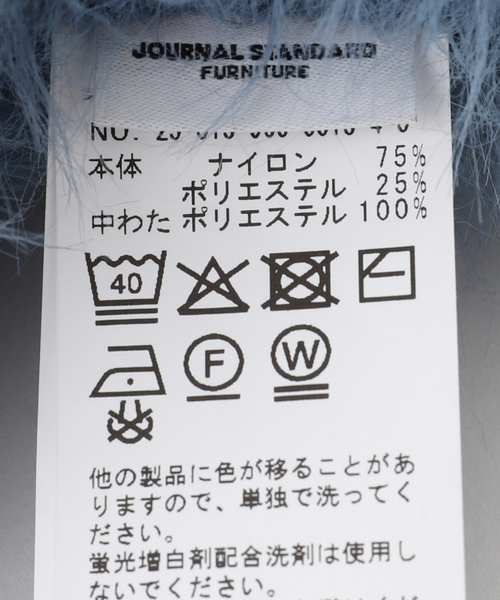 JOURNAL STANDARD
FURNITURE
NO.
本体 ナイロン 75%
ポリエステル 25%
中わた ポリエステル 100%
40
F W
他の製品に色が移ることがあ
りますので、単独で洗ってく
ださい。
蛍光増白剤配合洗剤は使用し
ないでください。